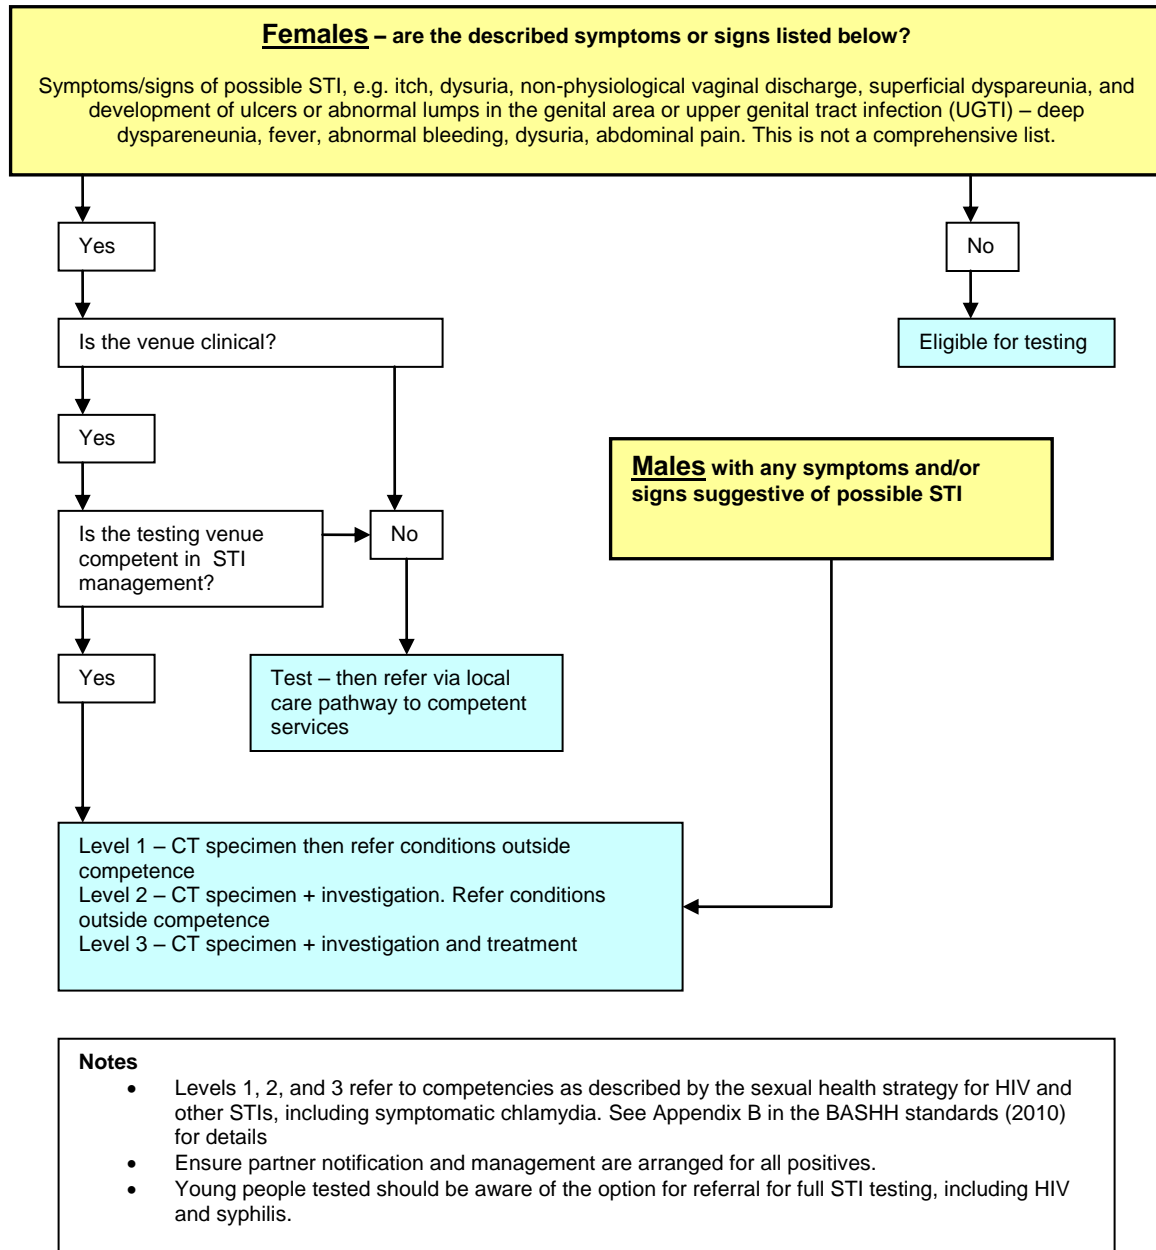 Females – are the described symptoms or signs listed below?
Symptoms/signs of possible STI, e.g. itch, dysuria, non-physiological vaginal discharge, superficial dyspareunia, and
development of ulcers or abnormal lumps in the genital area or upper genital tract infection (UGTI) – deep
dyspareneunia, fever, abnormal bleeding, dysuria, abdominal pain. This is not a comprehensive list.
Yes
No
Is the venue clinical?
Eligible for testing
Yes
Males with any symptoms and/or
signs suggestive of possible STI
Is the testing venue
competent in  STI
management?
No
Yes
Test – then refer via local
care pathway to competent
services
Level 1 – CT specimen then refer conditions outside
competence
Level 2 – CT specimen + investigation. Refer conditions
outside competence
Level 3 – CT specimen + investigation and treatment
Notes
• Levels 1, 2, and 3 refer to competencies as described by the sexual health strategy for HIV and
other STIs, including symptomatic chlamydia. See Appendix B in the BASHH standards (2010)
for details
• Ensure partner notification and management are arranged for all positives.
• Young people tested should be aware of the option for referral for full STI testing, including HIV
and syphilis.